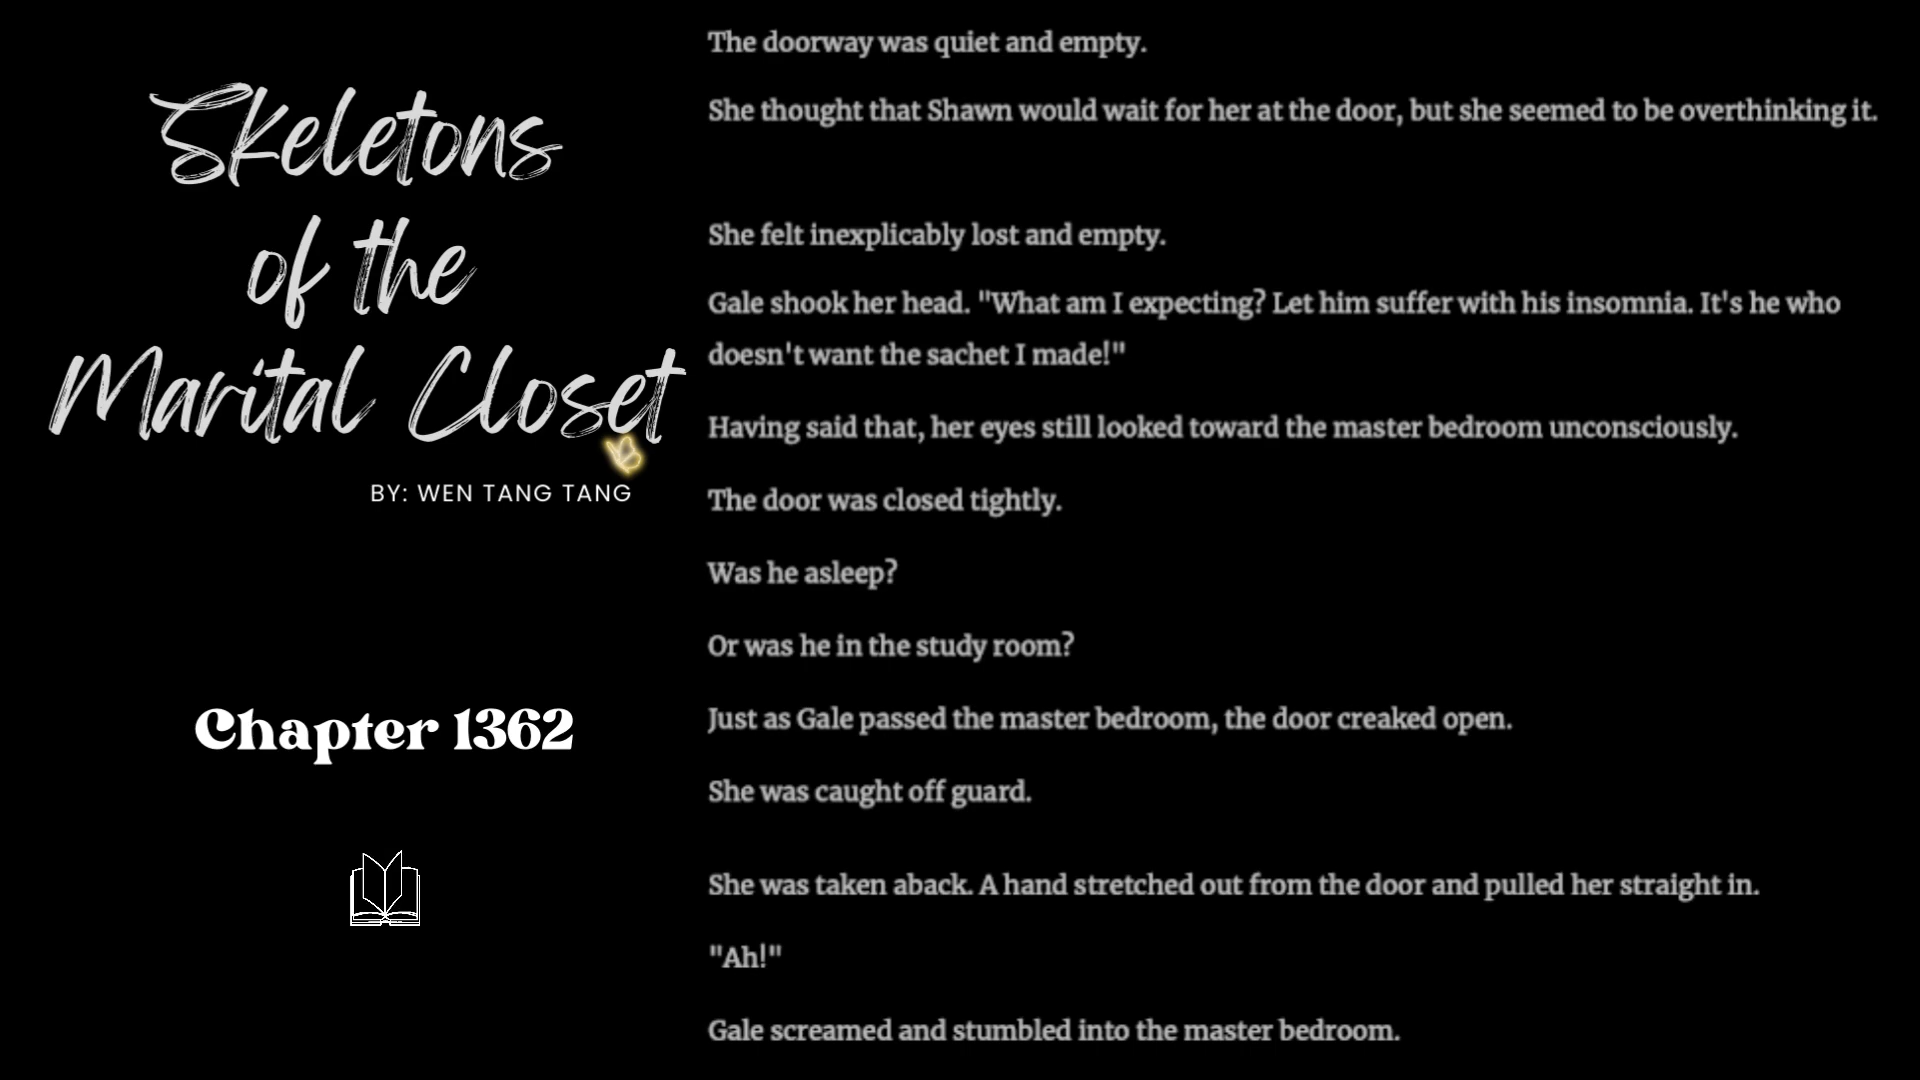 Skeletons
of the
Marital Closet
BY: WEN TANG TANG
Chapter 1362
The doorway was quiet and empty.
She thought that Shawn would wait for her at the door, but she seemed to be overthinking it.
She felt inexplicably lost and empty.
Gale shook her head. "What am I expecting? Let him suffer with his insomnia. It's he who
doesn't want the sachet I made!"
Having said that, her eyes still looked toward the master bedroom unconsciously.
The door was closed tightly.
Was he asleep?
Or was he in the study room?
Just as Gale passed the master bedroom, the door creaked open.
She was caught off guard.
She was taken aback. A hand stretched out from the door and pulled her straight in.
"Ah!"
Gale screamed and stumbled into the master bedroom.